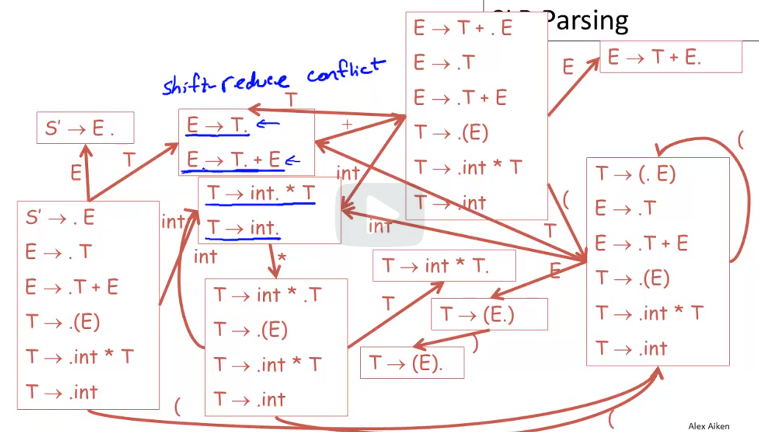 SLR Parsing
E → T + . E
E → .T
E → .T + E
T → .(E)
T → .int * T
T → .int
E
E → T + E.
shift-reduce conflict
S' → E .
E → T.
E → T. + E
T
+
E
T
T → int. * T
T → int.
int
int
T
(
(
T → (. E)
E → .T
E → .T + E
T → .(E)
T → .int * T
T → .int
S' → . E
E → . T
E → .T + E
T → .(E)
T → .int * T
T → .int
int
int
*
T → int * .T
T → .(E)
T → .int * T
T → .int
T
T → int * T.
E
T → (E.)
)
T → (E).
(
(
Alex Aiken